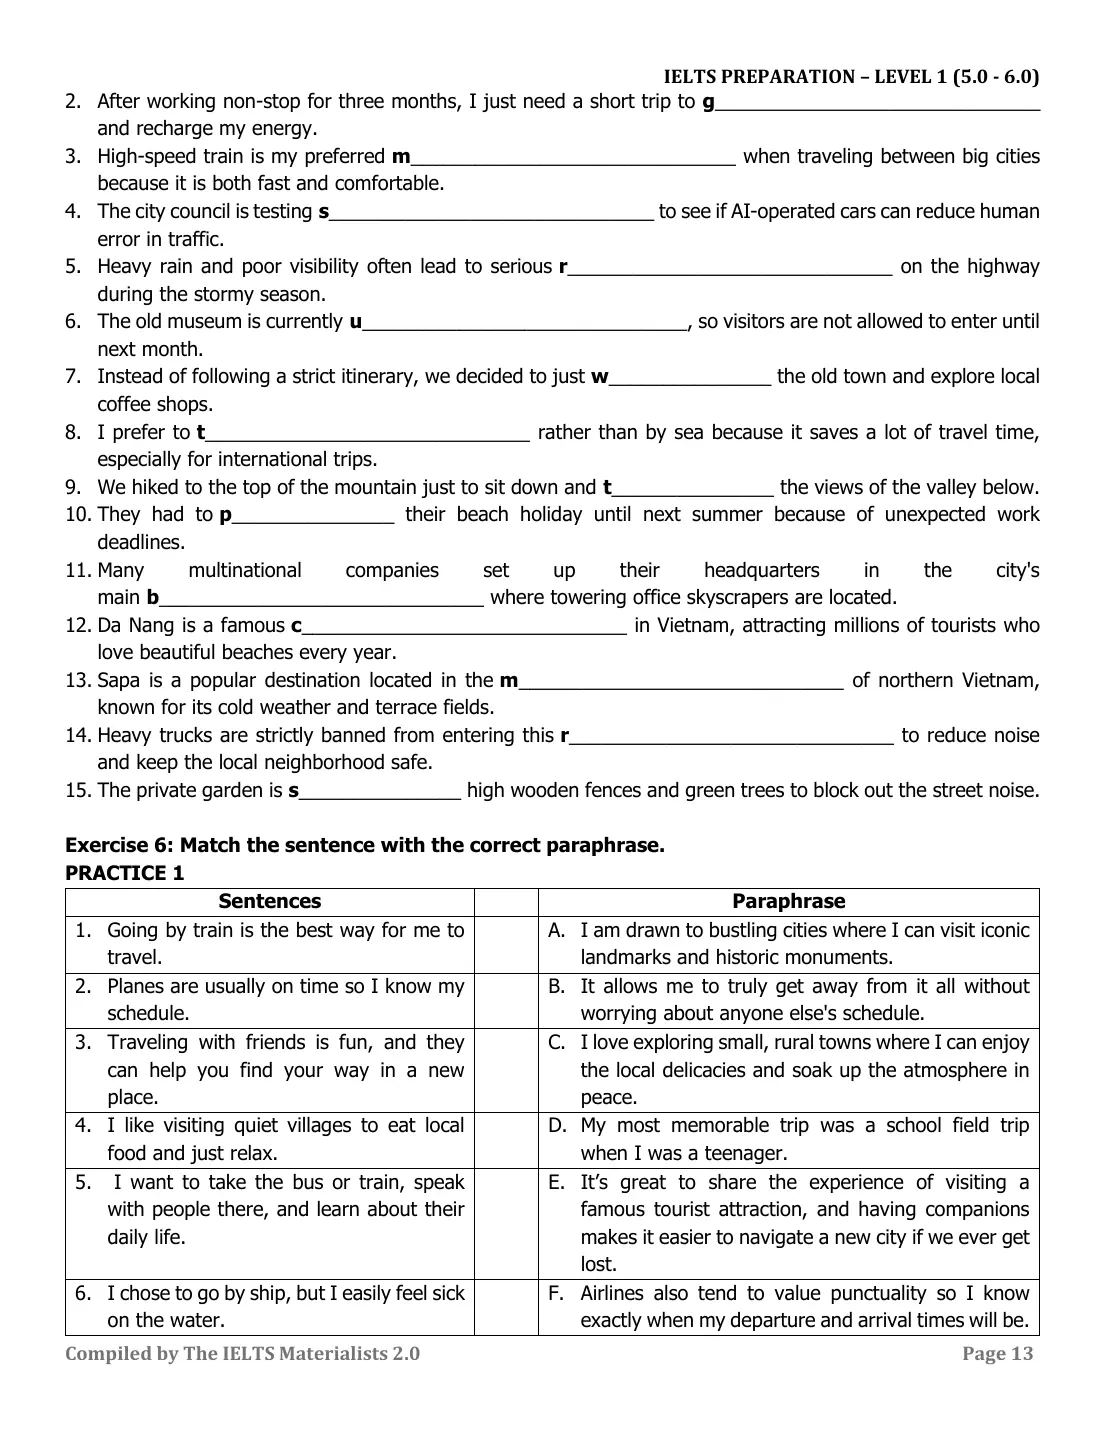 IELTS PREPARATION – LEVEL 1 (5.0 - 6.0)
2. After working non-stop for three months, I just need a short trip to g______________________________
and recharge my energy.
3. High-speed train is my preferred m______________________________ when traveling between big cities
because it is both fast and comfortable.
4. The city council is testing s______________________________ to see if AI-operated cars can reduce human
error in traffic.
5. Heavy rain and poor visibility often lead to serious r______________________________ on the highway
during the stormy season.
6. The old museum is currently u______________________________, so visitors are not allowed to enter until
next month.
7. Instead of following a strict itinerary, we decided to just w_______________ the old town and explore local
coffee shops.
8. I prefer to t______________________________ rather than by sea because it saves a lot of travel time,
especially for international trips.
9. We hiked to the top of the mountain just to sit down and t_______________ the views of the valley below.
10. They had to p_______________ their beach holiday until next summer because of unexpected work
deadlines.
11. Many multinational companies set up their headquarters in the city's
main b______________________________ where towering office skyscrapers are located.
12. Da Nang is a famous c______________________________ in Vietnam, attracting millions of tourists who
love beautiful beaches every year.
13. Sapa is a popular destination located in the m______________________________ of northern Vietnam,
known for its cold weather and terrace fields.
14. Heavy trucks are strictly banned from entering this r______________________________ to reduce noise
and keep the local neighborhood safe.
15. The private garden is s_______________ high wooden fences and green trees to block out the street noise.
Exercise 6: Match the sentence with the correct paraphrase.
PRACTICE 1
Sentences
Paraphrase
1. Going by train is the best way for me to
travel.
A. I am drawn to bustling cities where I can visit iconic
landmarks and historic monuments.
2. Planes are usually on time so I know my
schedule.
B. It allows me to truly get away from it all without
worrying about anyone else's schedule.
3. Traveling with friends is fun, and they
can help you find your way in a new
place.
C. I love exploring small, rural towns where I can enjoy
the local delicacies and soak up the atmosphere in
peace.
4. I like visiting quiet villages to eat local
food and just relax.
D. My most memorable trip was a school field trip
when I was a teenager.
5. I want to take the bus or train, speak
with people there, and learn about their
daily life.
E. It’s great to share the experience of visiting a
famous tourist attraction, and having companions
makes it easier to navigate a new city if we ever get
lost.
6. I chose to go by ship, but I easily feel sick
on the water.
F. Airlines also tend to value punctuality so I know
exactly when my departure and arrival times will be.
Compiled by The IELTS Materialists 2.0
Page 13